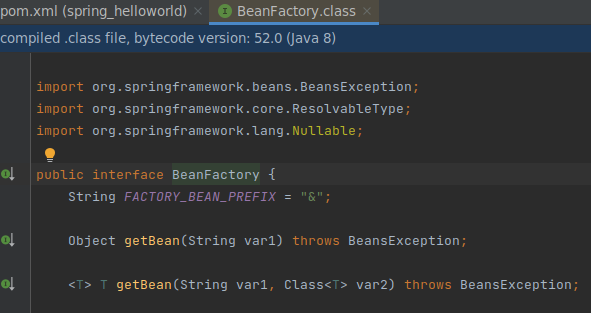 pom.xml (spring_helloworld) × BeanFactory.class ×
compiled .class file, bytecode version: 52.0 (Java 8)
import org.springframework.beans.BeansException;
import org.springframework.core.ResolvableType;
import org.springframework.lang.Nullable;
public interface BeanFactory {
String FACTORY_BEAN_PREFIX = "&";
Object getBean(String var1) throws BeansException;
<T> T getBean(String var1, Class<T> var2) throws BeansException;